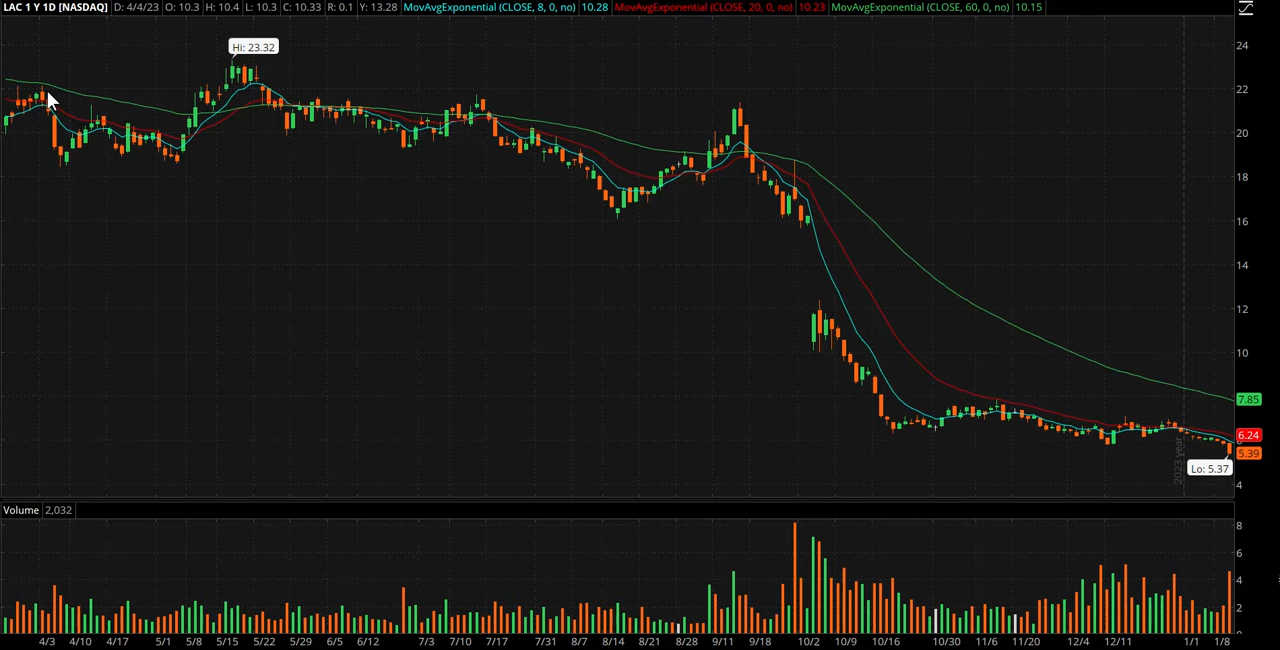 LAC 1 Y 1D [NASDAQ] D: 4/4/23 O: 10.3 H: 10.4 L: 10.3 C: 10.33 R: 0.1 Y: 13.28 MovAvgExponential (CLOSE, 8, 0, no) 10.28 MovAvgExponential (CLOSE, 20, 0, no) 10.23 MovAvgExponential (CLOSE, 60, 0, no) 10.15
Hi: 23.32
24
22
20
18
16
14
12
10
7.85
6.24
5.39
2023 year
Lo: 5.37
4
Volume 2,032
8
6
4
2
0
4/3 4/10 4/17 5/1 5/8 5/15 5/22 5/29 6/5 6/12 7/3 7/10 7/17 7/31 8/7 8/14 8/21 8/28 9/11 9/18 10/2 10/9 10/16 10/30 11/6 11/20 12/4 12/11 1/1 1/8